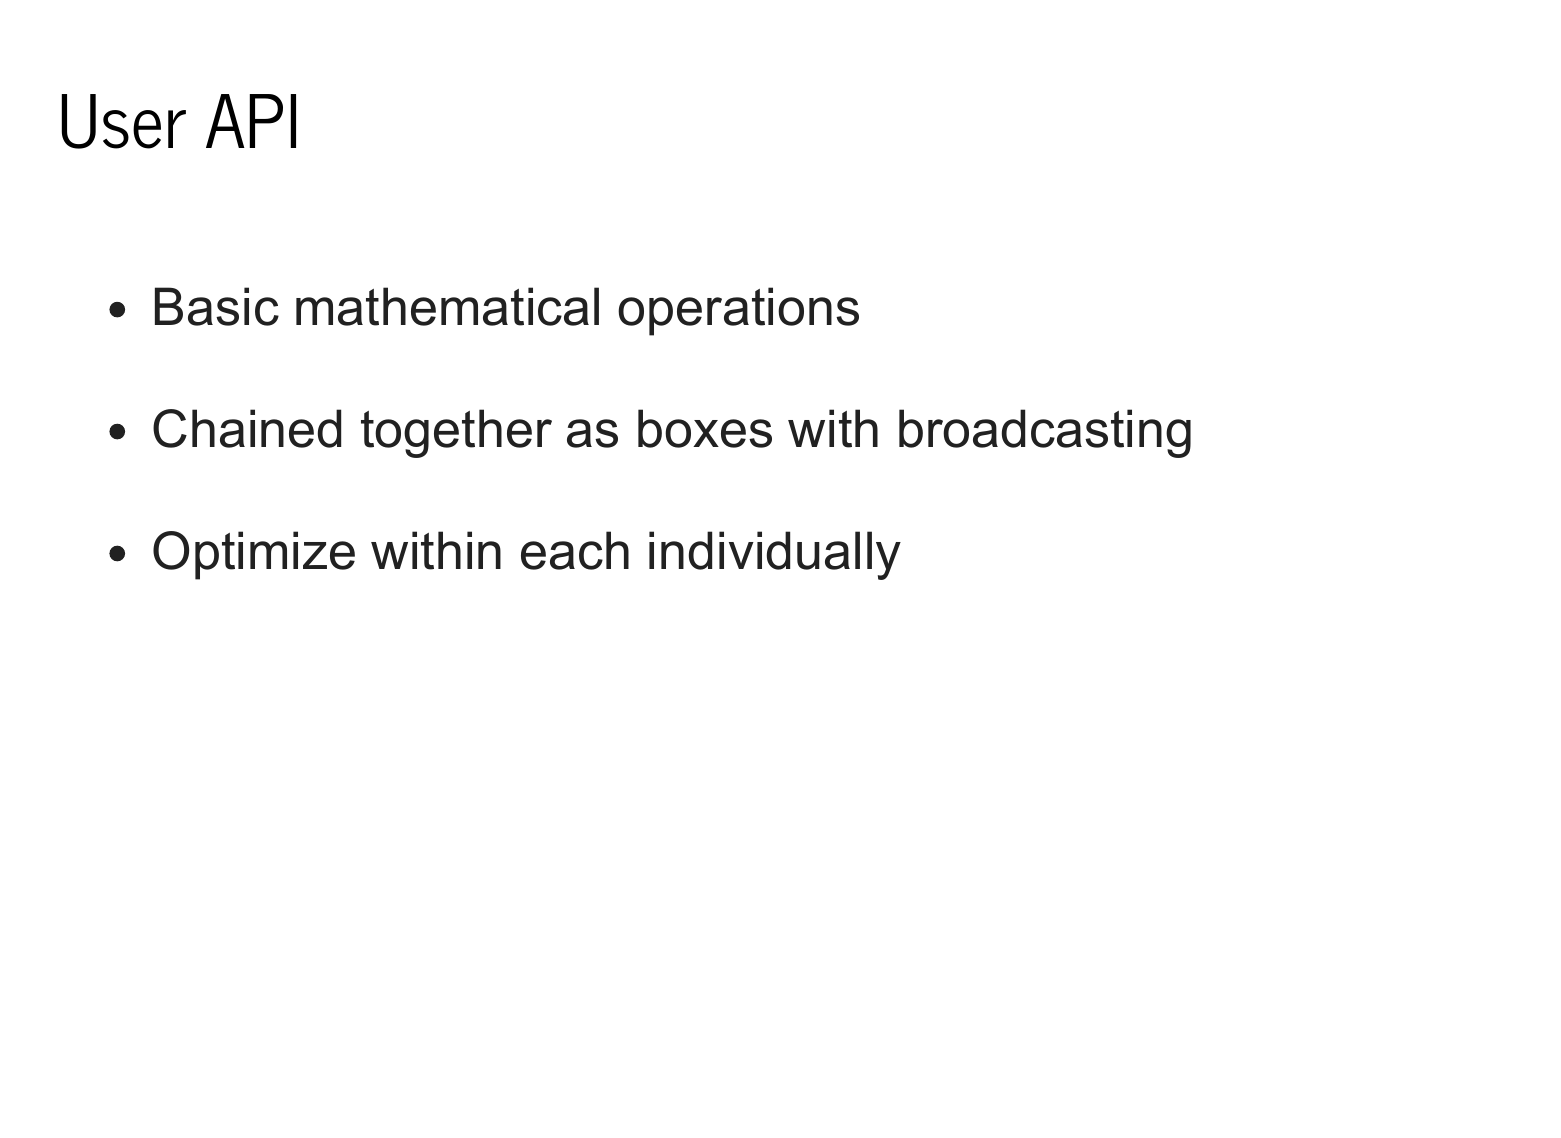 User API
• Basic mathematical operations
• Chained together as boxes with broadcasting
• Optimize within each individually